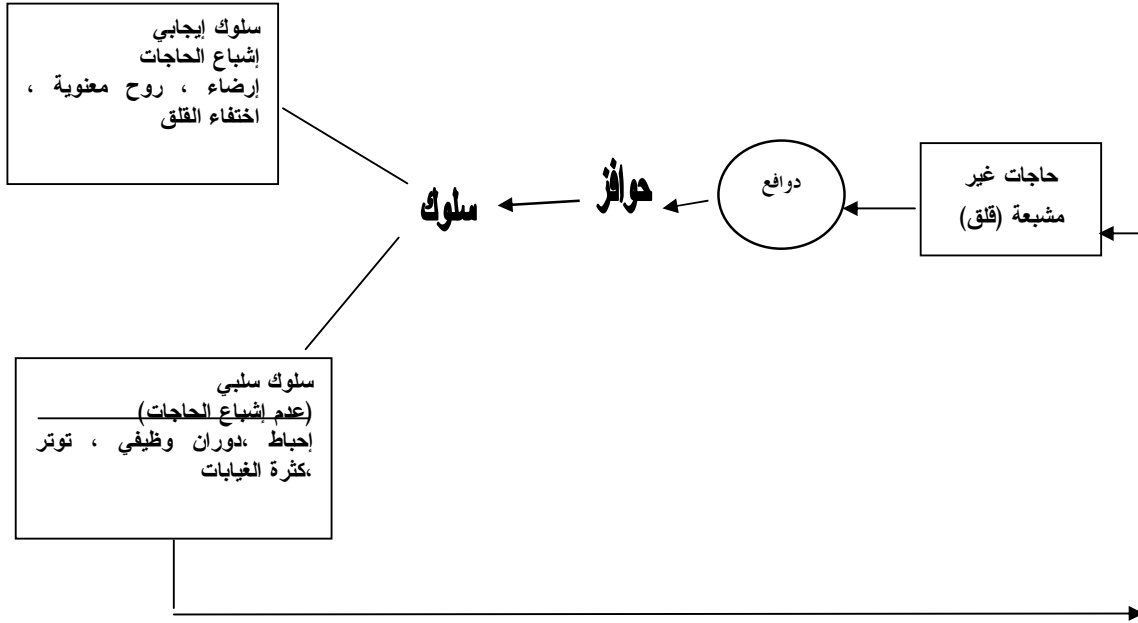 سلوك إيجابي
إشباع الحاجات
إرضاء ، روح معنوية ،
اختفاء القلق
حاجات غير
مشبعة (قلق)
دوافع
حوافز
سلوك
سلوك سلبي
(عدم إشباع الحاجات)
إحباط ،دوران وظيفي ، توتر
،كثرة الغيابات